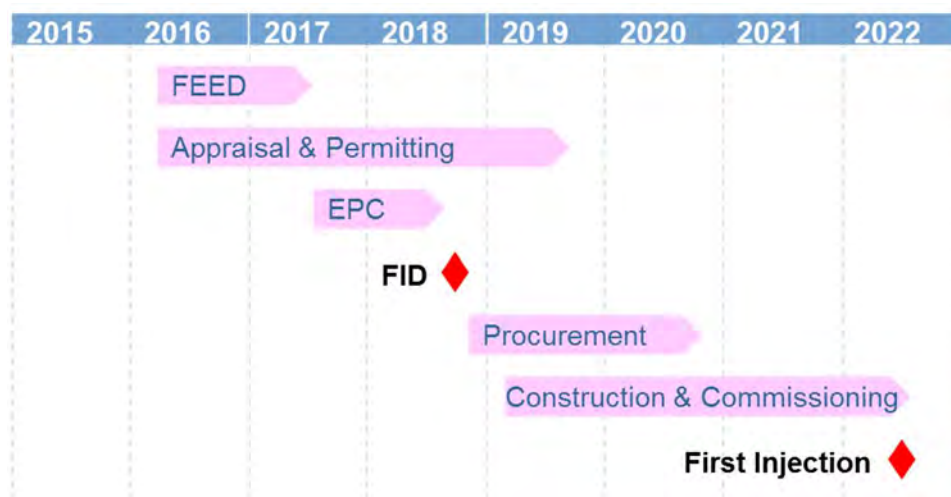 2015 2016 2017 2018 2019 2020 2021 2022
FEED
Appraisal & Permitting
EPC
FID
Procurement
Construction & Commissioning
First Injection